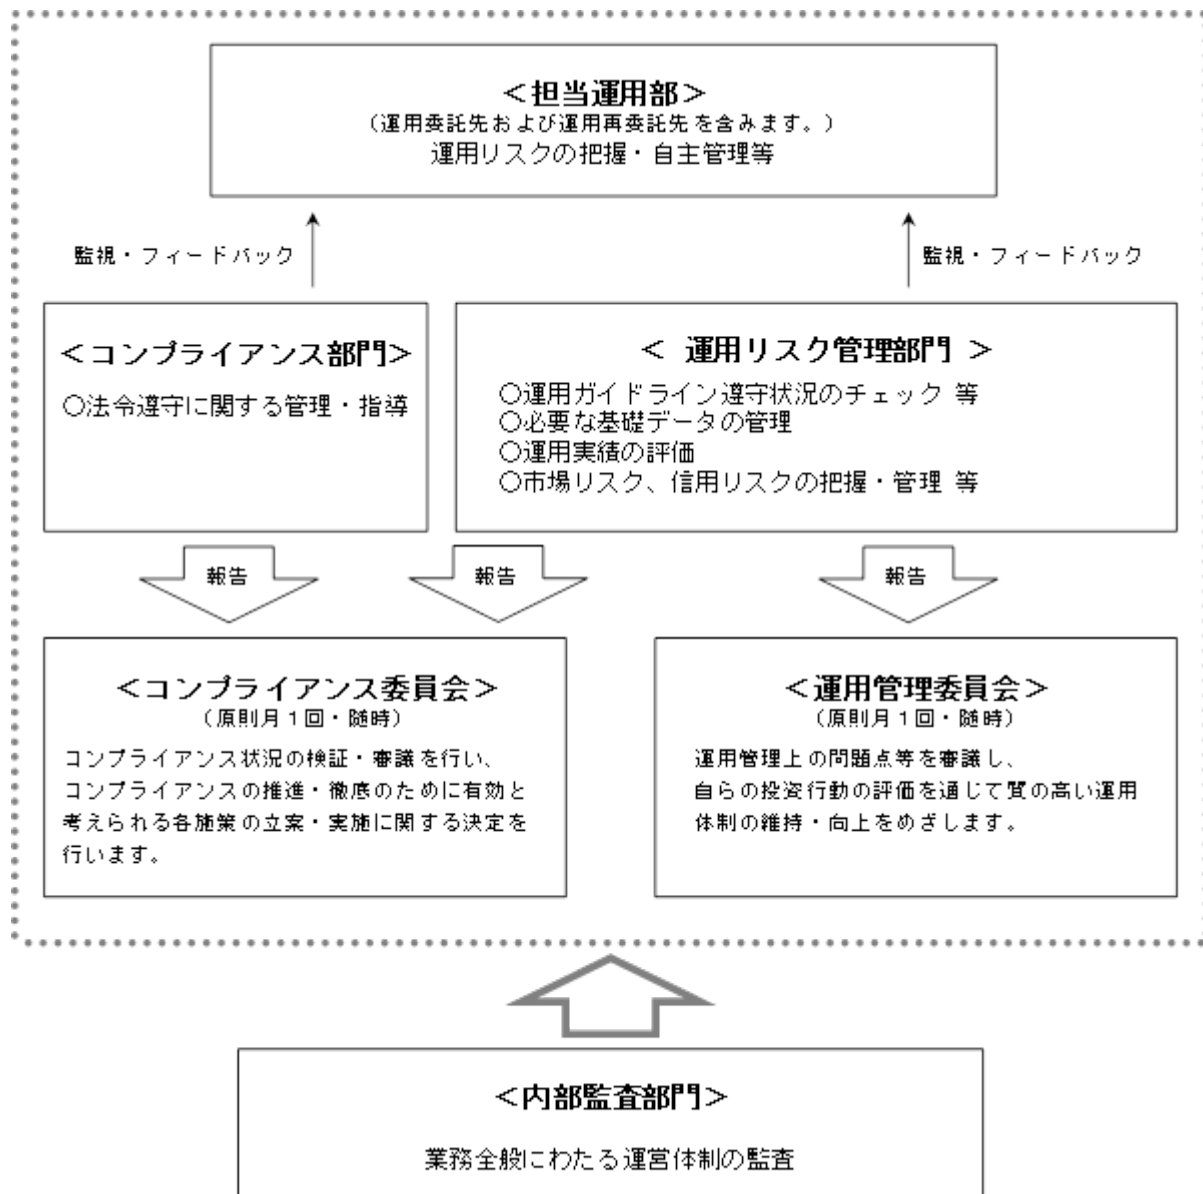 ＜担当運用部＞
（運用委託先および運用再委託先を含みます。）
運用リスクの把握・自主管理等
監視・フィードバック
監視・フィードバック
＜コンプライアンス部門＞
〇法令遵守に関する管理・指導
＜ 運用リスク管理部門 ＞
〇運用ガイドライン遵守状況のチェック 等
〇必要な基礎データの管理
〇運用実績の評価
〇市場リスク、信用リスクの把握・管理 等
報告
報告
報告
＜コンプライアンス委員会＞
（原則月１回・随時）
コンプライアンス状況の検証・審議を行い、
コンプライアンスの推進・徹底のために有効と
考えられる各施策の立案・実施に関する決定を
行います。
＜運用管理委員会＞
（原則月１回・随時）
運用管理上の問題点等を審議し、
自らの投資行動の評価を通じて質の高い運用
体制の維持・向上をめざします。
＜内部監査部門＞
業務全般にわたる運営体制の監査